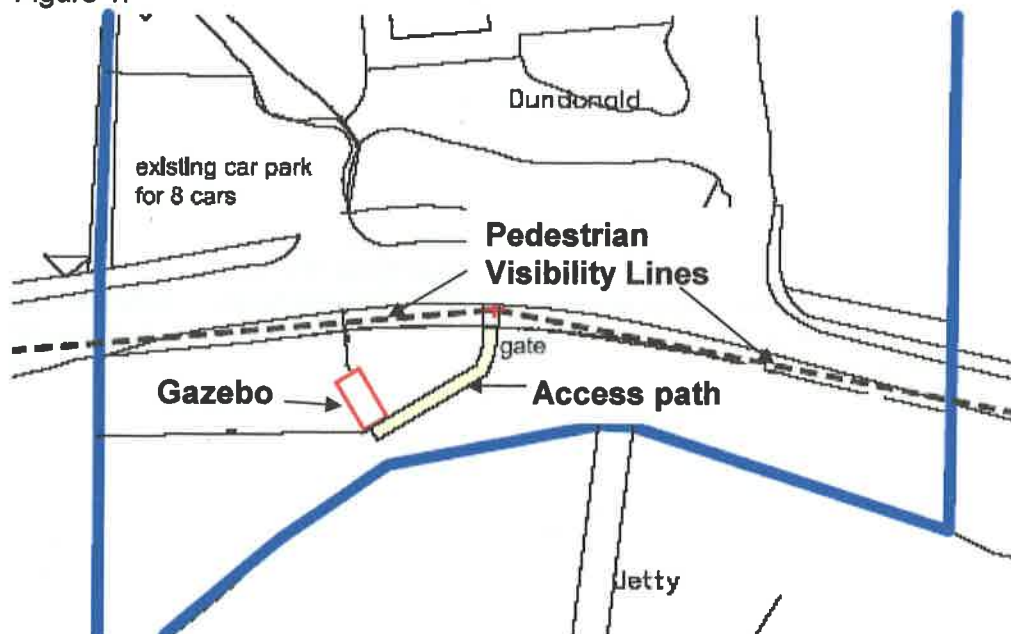 Dundonald
existing car park
for 8 cars
Pedestrian
Visibility Lines
gate
Gazebo
Access path
Jetty